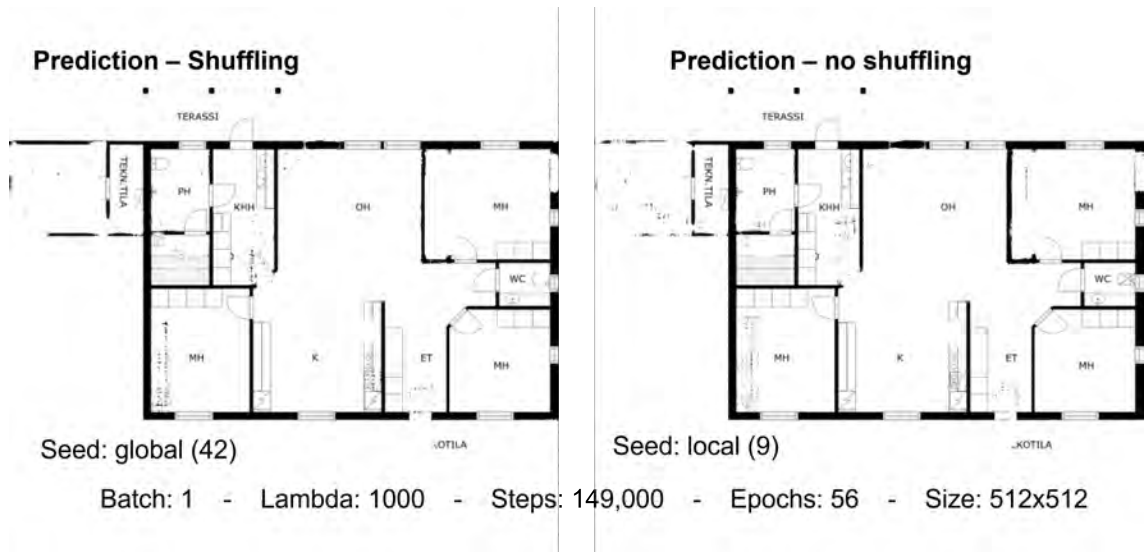 Prediction – Shuffling
TERASSI
TEKN.TILA
PH
KHH
OH
MH
WC
MH
K
ET
MH
Seed: global (42)
Prediction – no shuffling
TERASSI
TEKN.TILA
PH
KHH
OH
MH
WC
MH
K
ET
MH
Seed: local (9)
Batch: 1 - Lambda: 1000 - Steps: 149,000 - Epochs: 56 - Size: 512x512